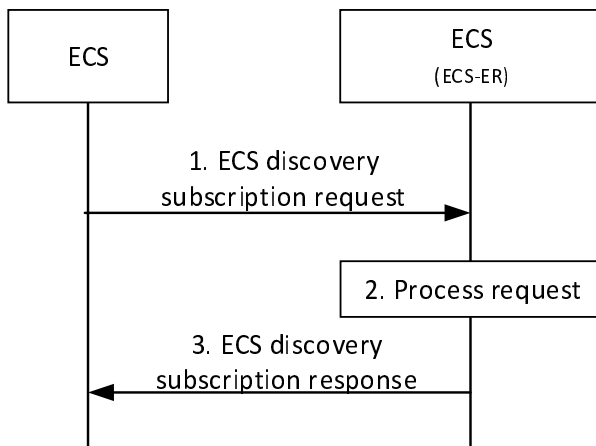 ECS
ECS
(ECS-ER)
1. ECS discovery
subscription request
2. Process request
3. ECS discovery
subscription response